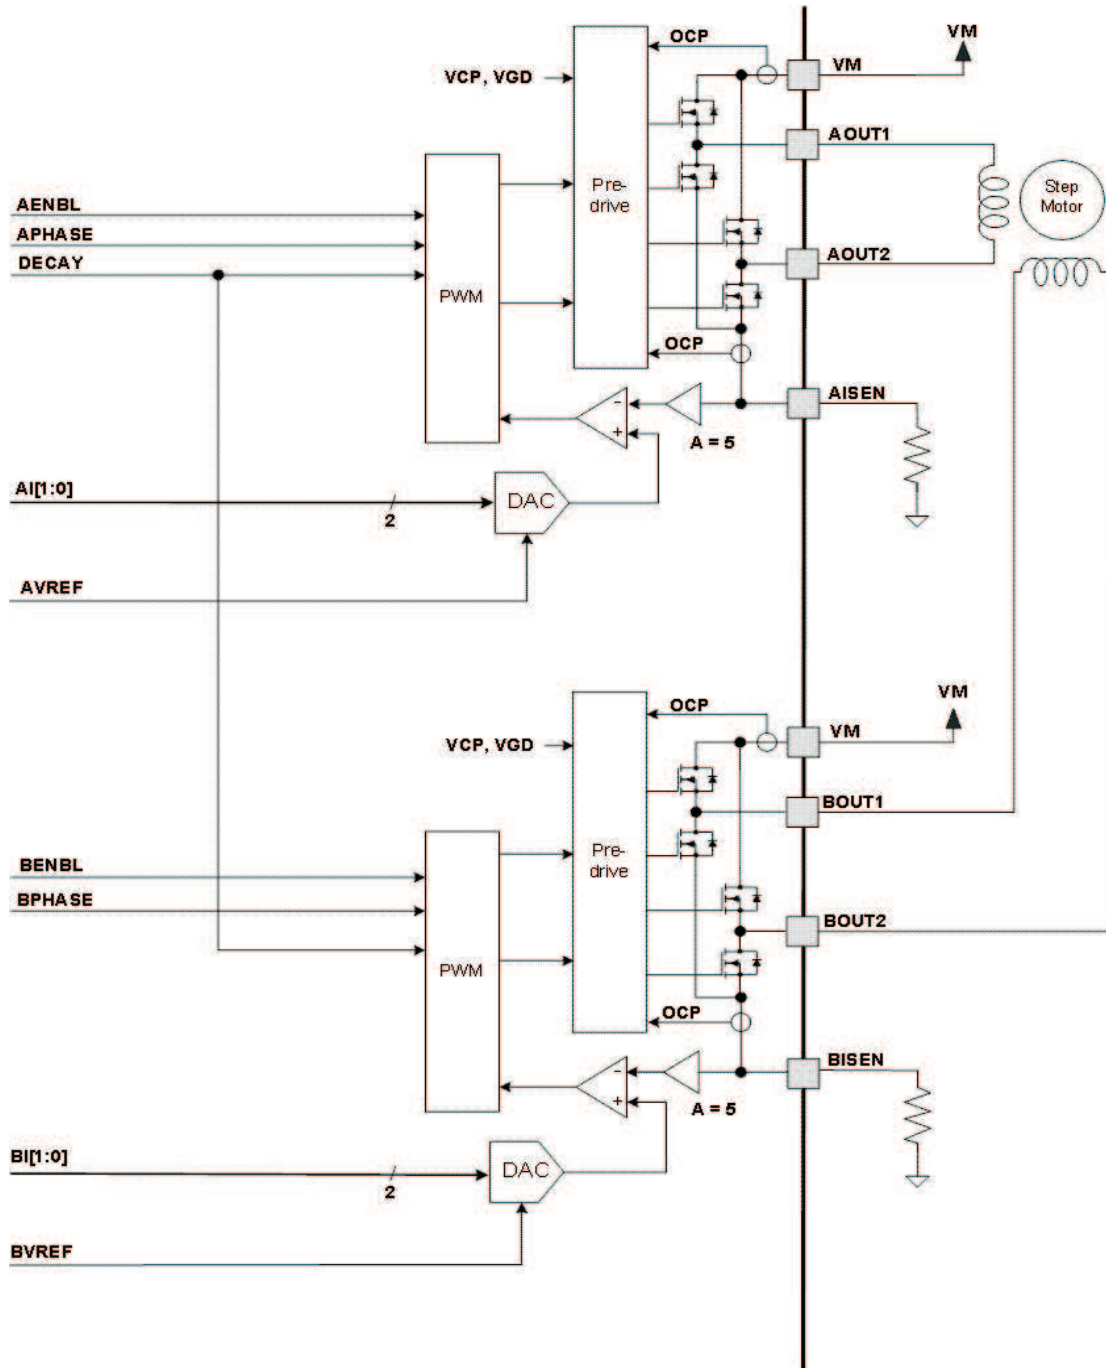 OCP
VM
VM
VCP, VGD
AOUT1
Pre-
drive
Step
Motor
AENBL
APHASE
DECAY
AOUT2
PWM
OCP
-
+
A = 5
AISEN
AI[1:0]
2
DAC
AVREF
OCP
VM
VM
VCP, VGD
BOUT1
Pre-
drive
BENBL
BPHASE
BOUT2
PWM
OCP
-
+
A = 5
BISEN
BI[1:0]
2
DAC
BVREF